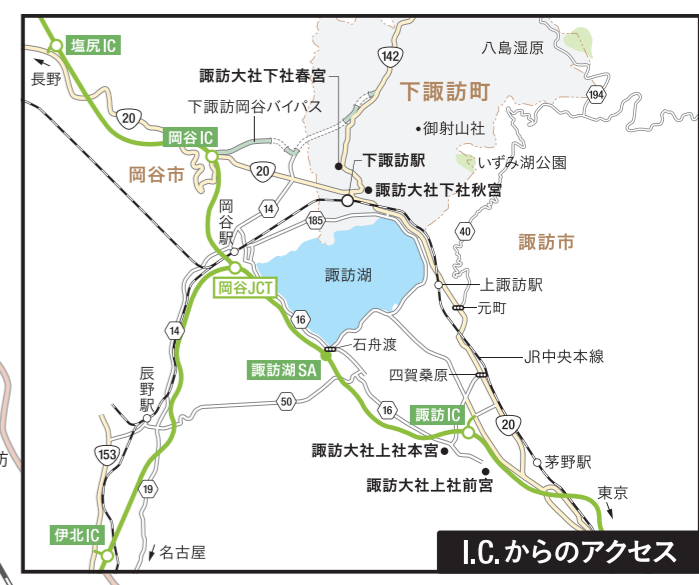 塩尻IC
長野
20
142
八島湿原
194
諏訪大社下社春宮
下諏訪町
下諏訪岡谷バイパス
岡谷IC
・御射山社
岡谷市
20
下諏訪駅
いずみ湖公園
諏訪大社下社秋宮
岡谷駅
14
185
40
諏訪市
諏訪湖
上諏訪駅
岡谷JCT
元町
16
14
石舟渡
JR中央本線
諏訪湖SA
四賀桑原
辰野駅
50
16
諏訪IC
20
153
諏訪大社上社本宮
茅野駅
諏訪大社上社前宮
19
東京
伊北IC
名古屋
I.C.からのアクセス
訪